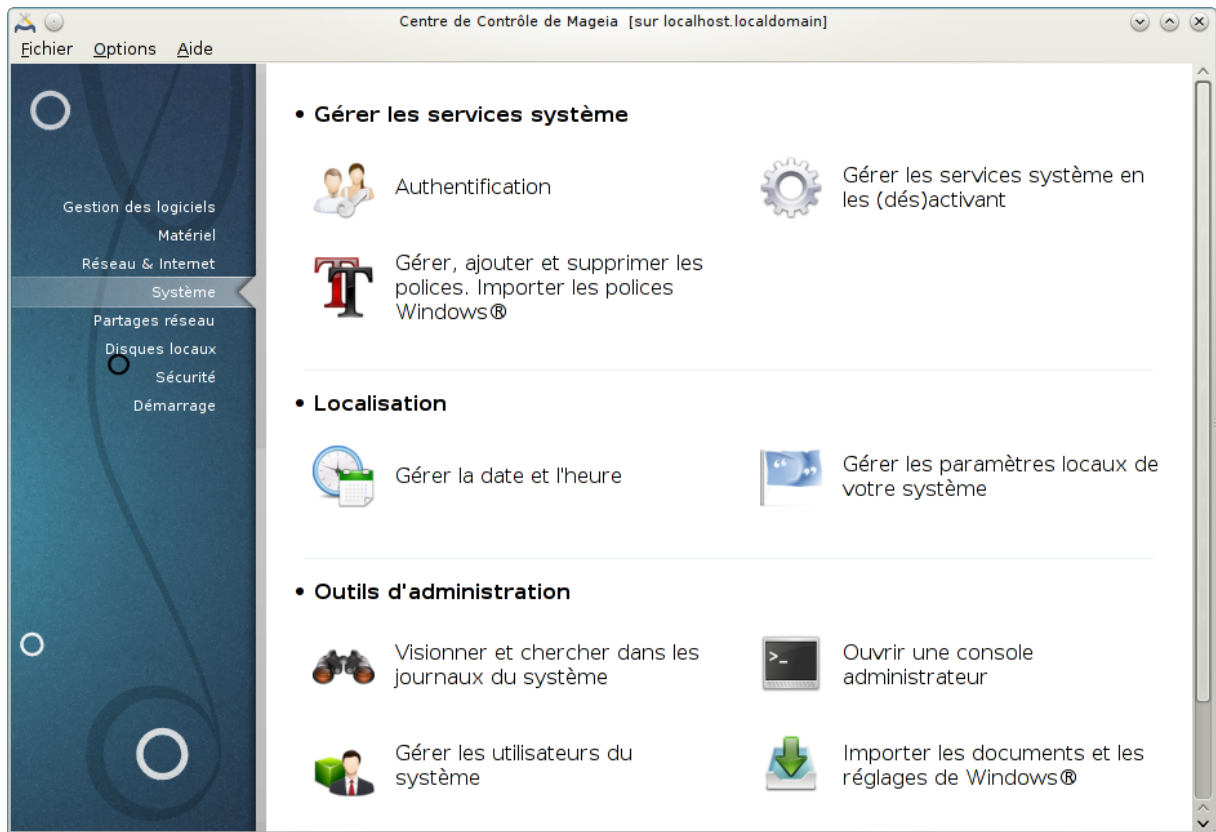 Centre de Contrôle de Mageia [sur localhost.localdomain]
Fichier Options Aide
Gestion des logiciels
Matériel
Réseau & Internet
Système
Partages réseau
Disques locaux
Sécurité
Démarrage
• Gérer les services système
Authentification
Gérer les services système en
les (dés)activant
Gérer, ajouter et supprimer les
polices. Importer les polices
Windows®
• Localisation
Gérer la date et l'heure
Gérer les paramètres locaux de
votre système
• Outils d'administration
Visionner et chercher dans les
journaux du système
Ouvrir une console
administrateur
Gérer les utilisateurs du
système
Importer les documents et les
réglages de Windows®